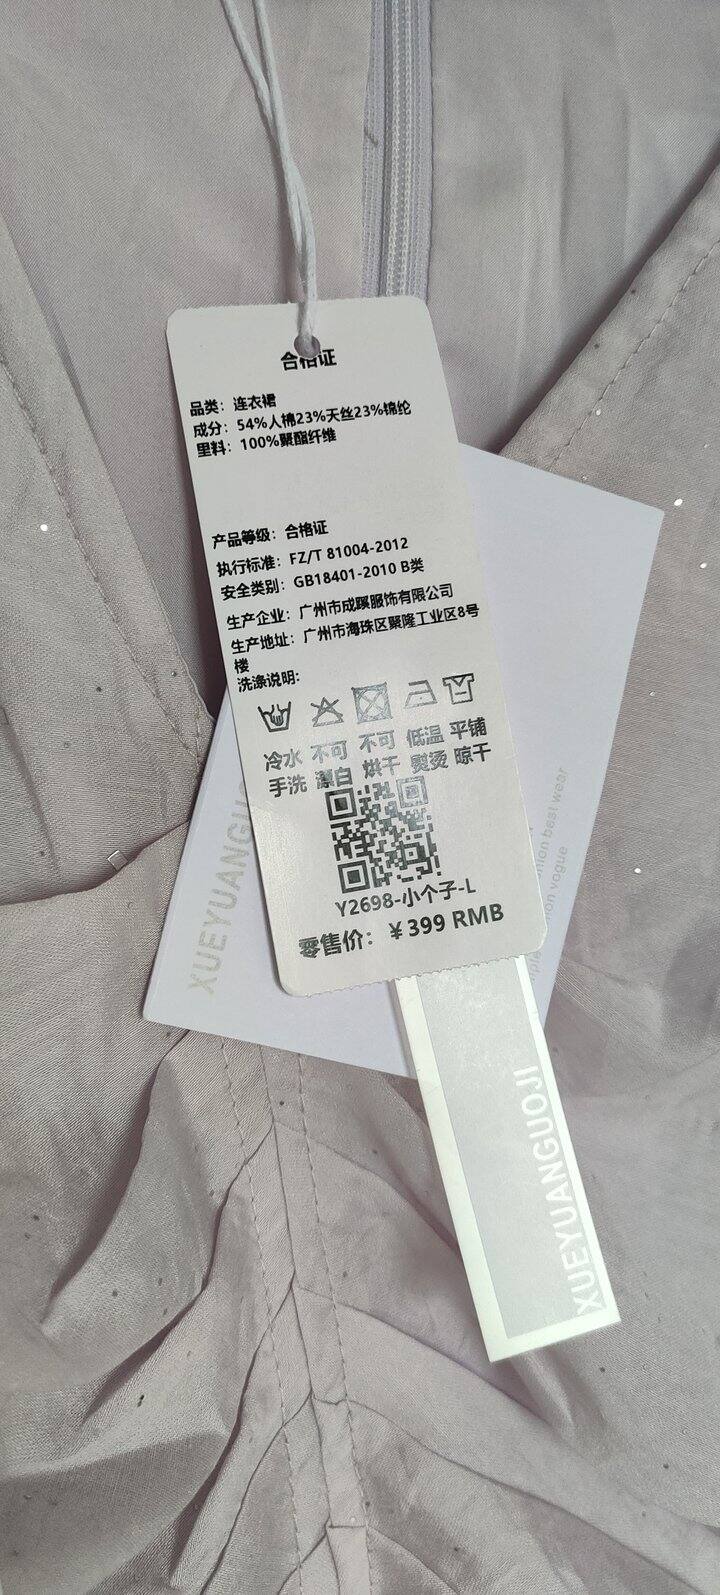 合格证
品类：连衣裙
成分：54%人棉23%天丝23%锦纶
里料：100%聚酯纤维
产品等级：合格证
执行标准：FZ/T 81004-2012
安全类别：GB18401-2010 B类
生产企业：广州市成蹊服饰有限公司
生产地址：广州市海珠区聚隆工业区8号
楼
洗涤说明：
冷水 不可 不可 低温 平铺
手洗 漂白 烘干 熨烫 晾干
Y2698-小个子-L
零售价：￥399 RMB
XUEYUANGUO
best wear
vogue
XUEYUANGUOJI